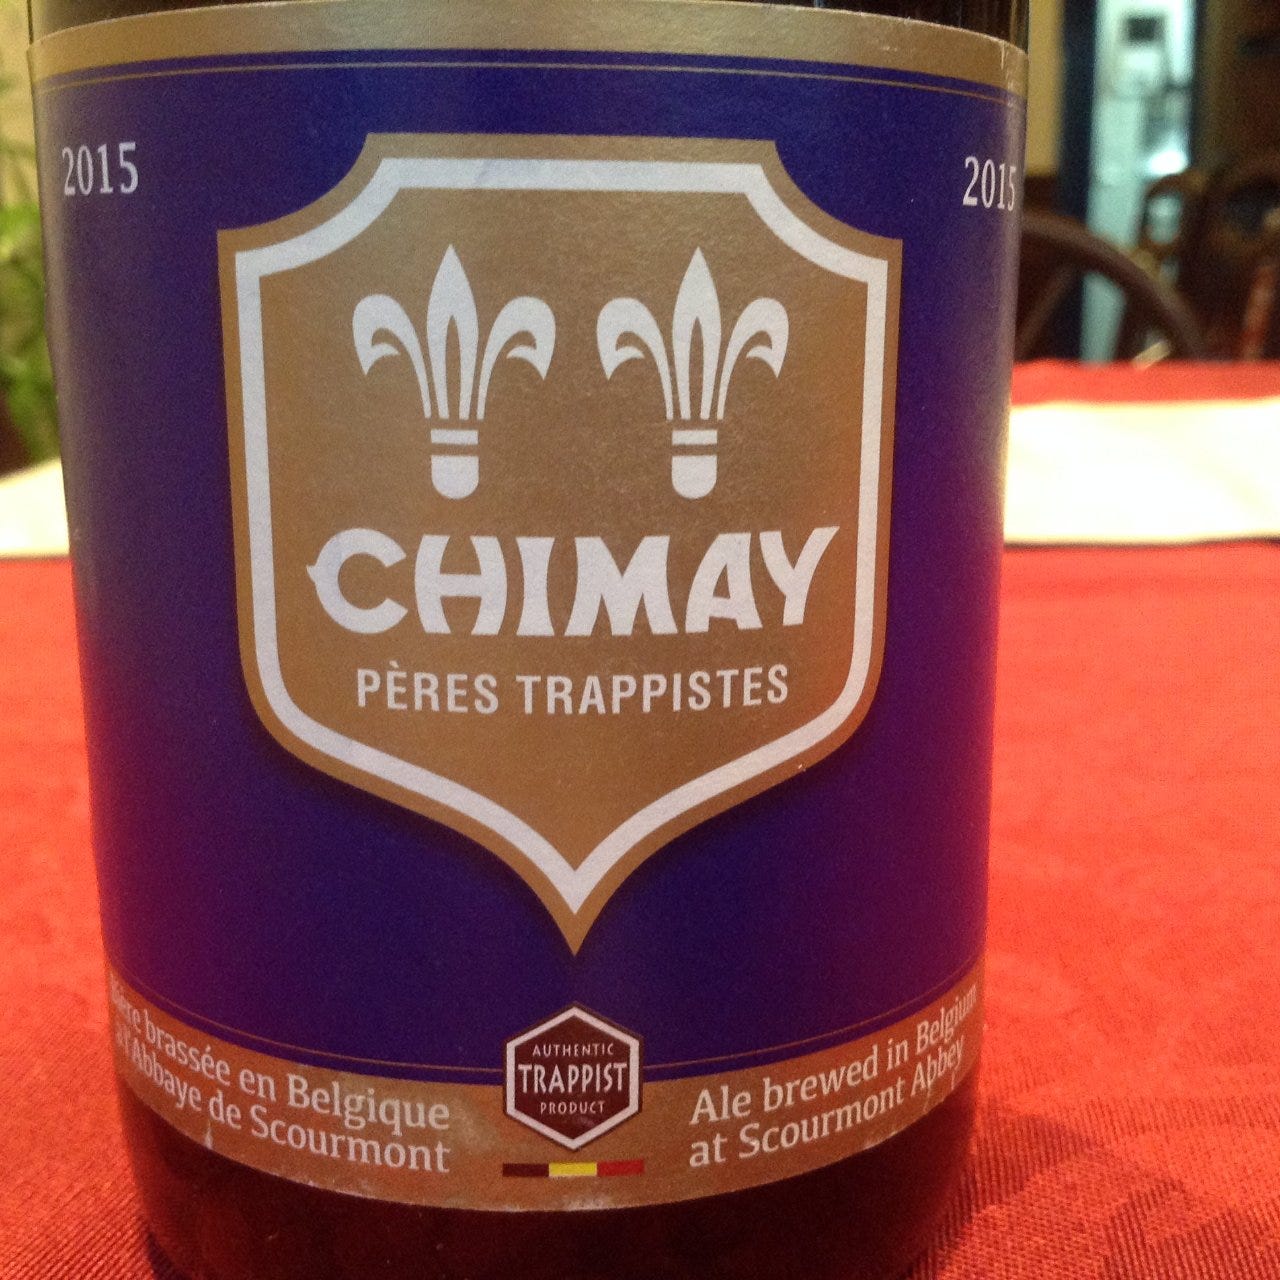 2015
2015
CHIMAY
PÈRES TRAPPISTES
Bière brassée en Belgique
à l'Abbaye de Scourmont
AUTHENTIC
TRAPPIST
PRODUCT
Ale brewed in Belgium
at Scourmont Abbey